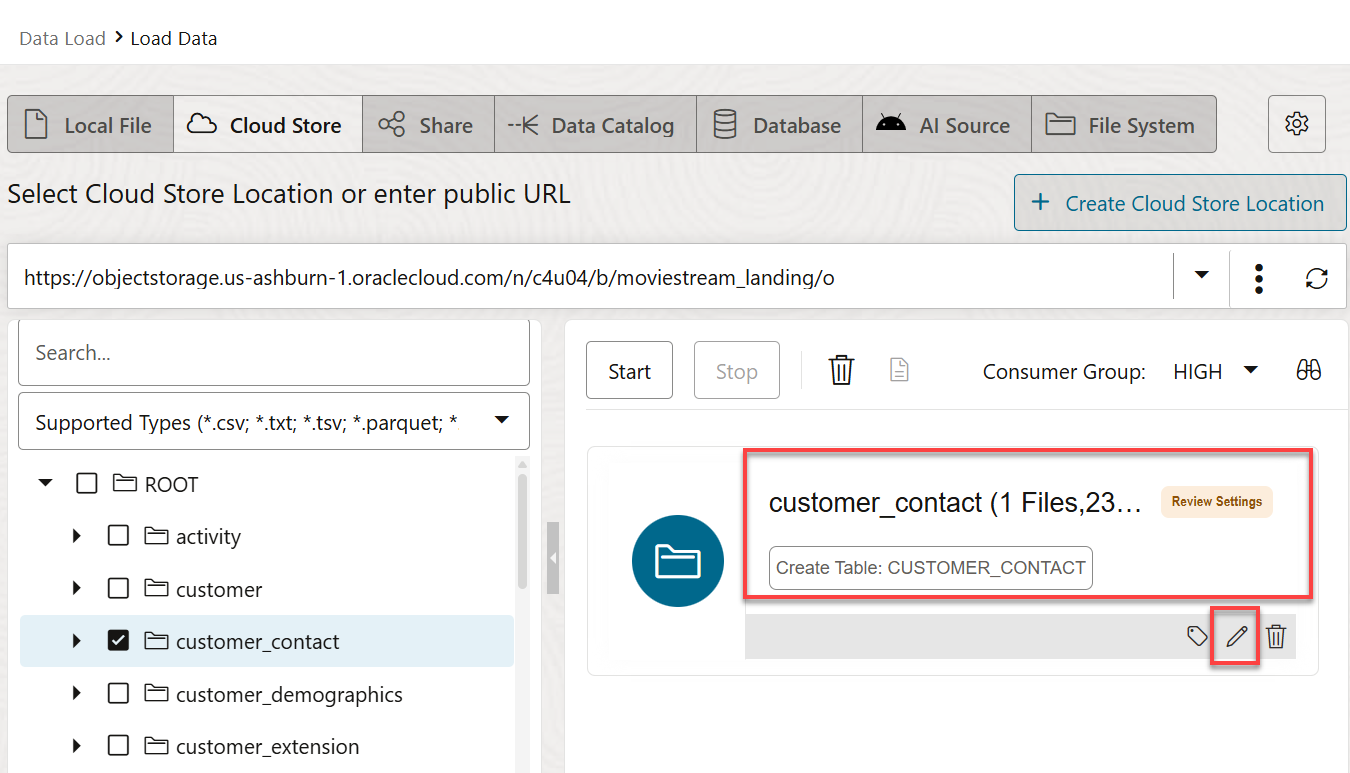 Data Load > Load Data
Local File
Cloud Store
Share
Data Catalog
Database
AI Source
File System
Select Cloud Store Location or enter public URL
+ Create Cloud Store Location
https://objectstorage.us-ashburn-1.oraclecloud.com/n/c4u04/b/moviestream_landing/o
Search...
Supported Types (*.csv; *.txt; *.tsv; *.parquet; *.
ROOT
activity
customer
customer_contact
customer_demographics
customer_extension
Start
Stop
Consumer Group: HIGH
customer_contact (1 Files,23...
Review Settings
Create Table: CUSTOMER_CONTACT